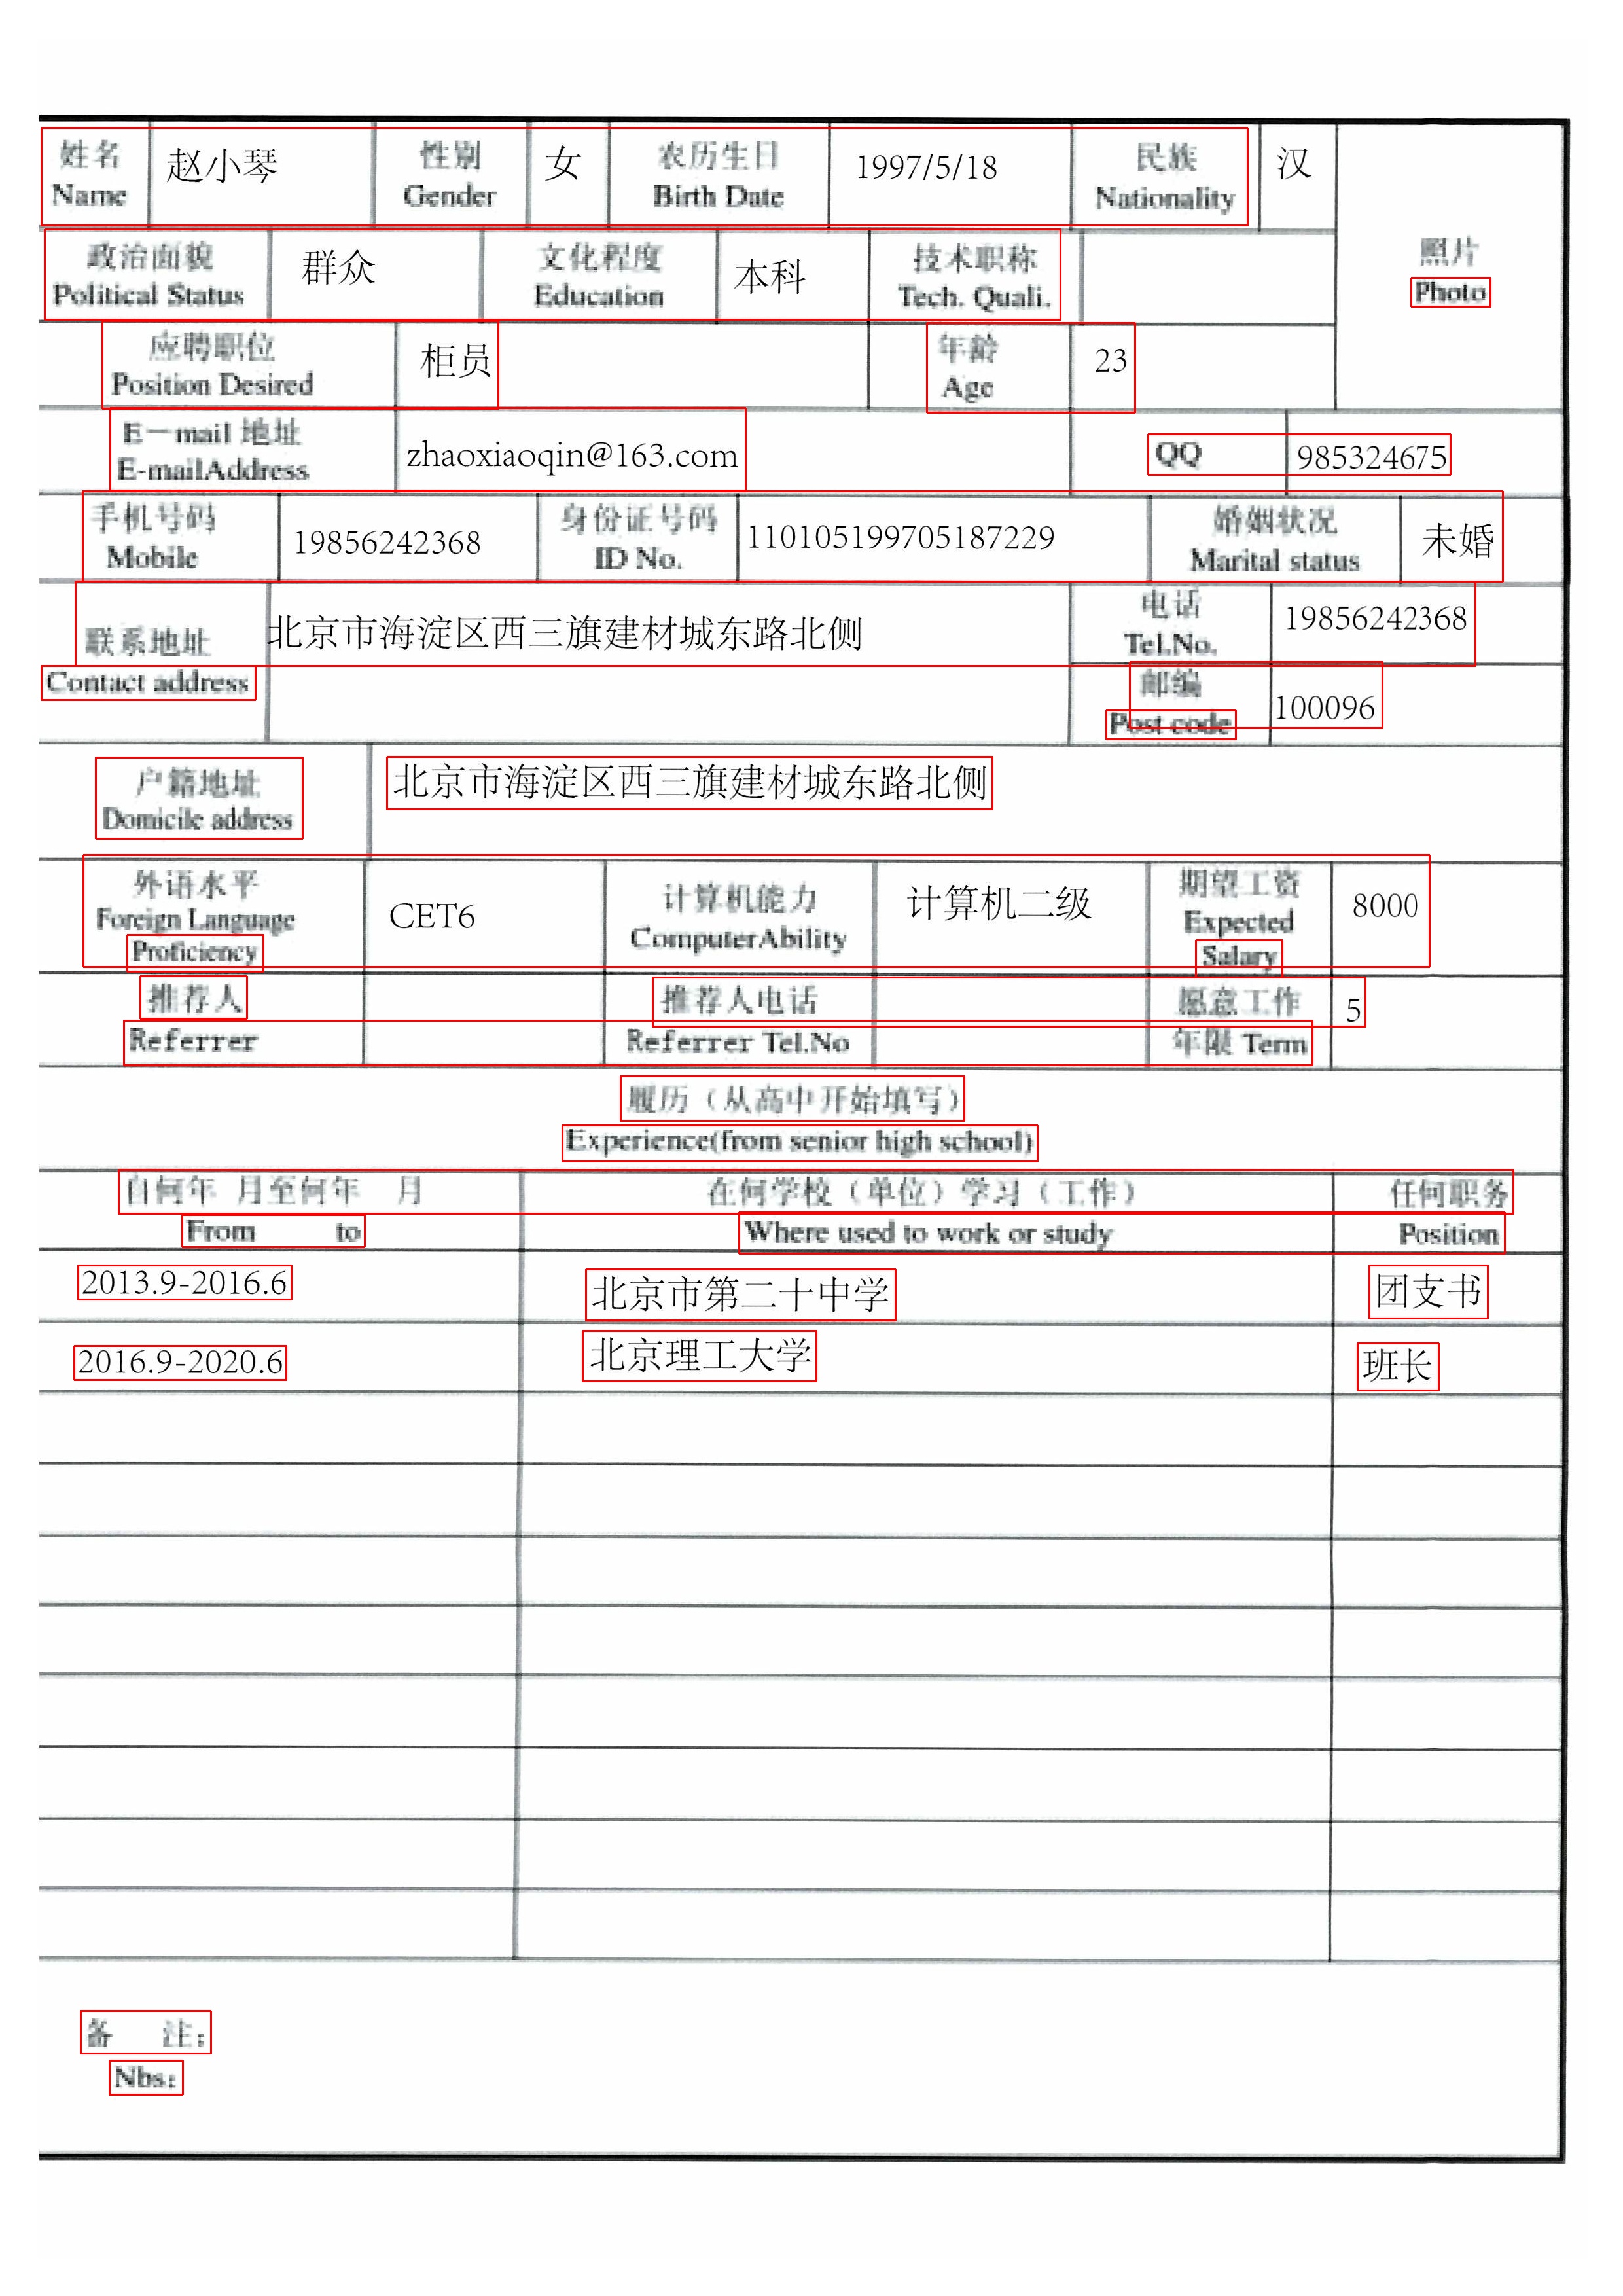 姓名 赵小琴 性别 女 农历生日 1997/5/18 民族 汉
Name Gender Birth Date Nationality
照片
Photo
政治面貌 群众 文化程度 本科 技术职称
Political Status Education Tech. Quali.
应聘职位 柜员 年龄 23
Position Desired Age
E－mail 地址 zhaoxiaoqin@163.com QQ 985324675
E-mailAddress
手机号码 19856242368 身份证号码 110105199705187229 婚姻状况 未婚
Mobile ID No. Marital status
联系地址 北京市海淀区西三旗建材城东路北侧 电话 19856242368
Contact address Tel.No.
邮编 100096
Post code
户籍地址 北京市海淀区西三旗建材城东路北侧
Domicile address
外语水平 CET6 计算机能力 计算机二级 期望工资 8000
Foreign Language ComputerAbility Expected
Proficiency Salary
推荐人 推荐人电话 愿意工作 5
Referrer Referrer Tel.No 年限 Term
履历（从高中开始填写）
Experience(from senior high school)
自何年 月至何年 月 在何学校（单位）学习（工作） 任何职务
From to Where used to work or study Position
2013.9-2016.6 北京市第二十中学 团支书
2016.9-2020.6 北京理工大学 班长
备 注：
Nbs：